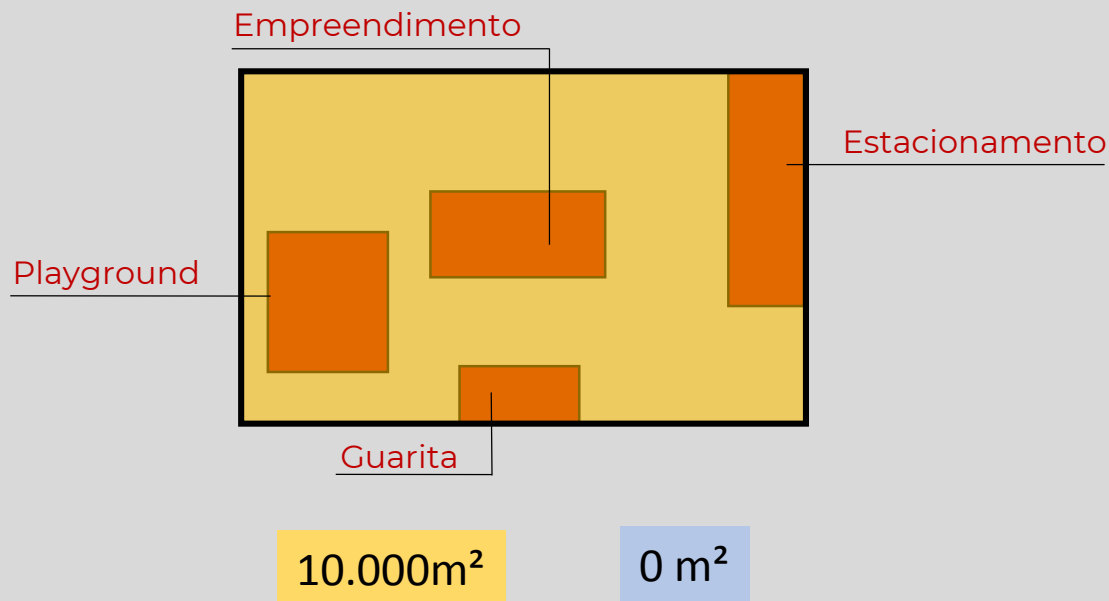 Empreendimento
Estacionamento
Playground
Guarita
10.000m²
0 m²